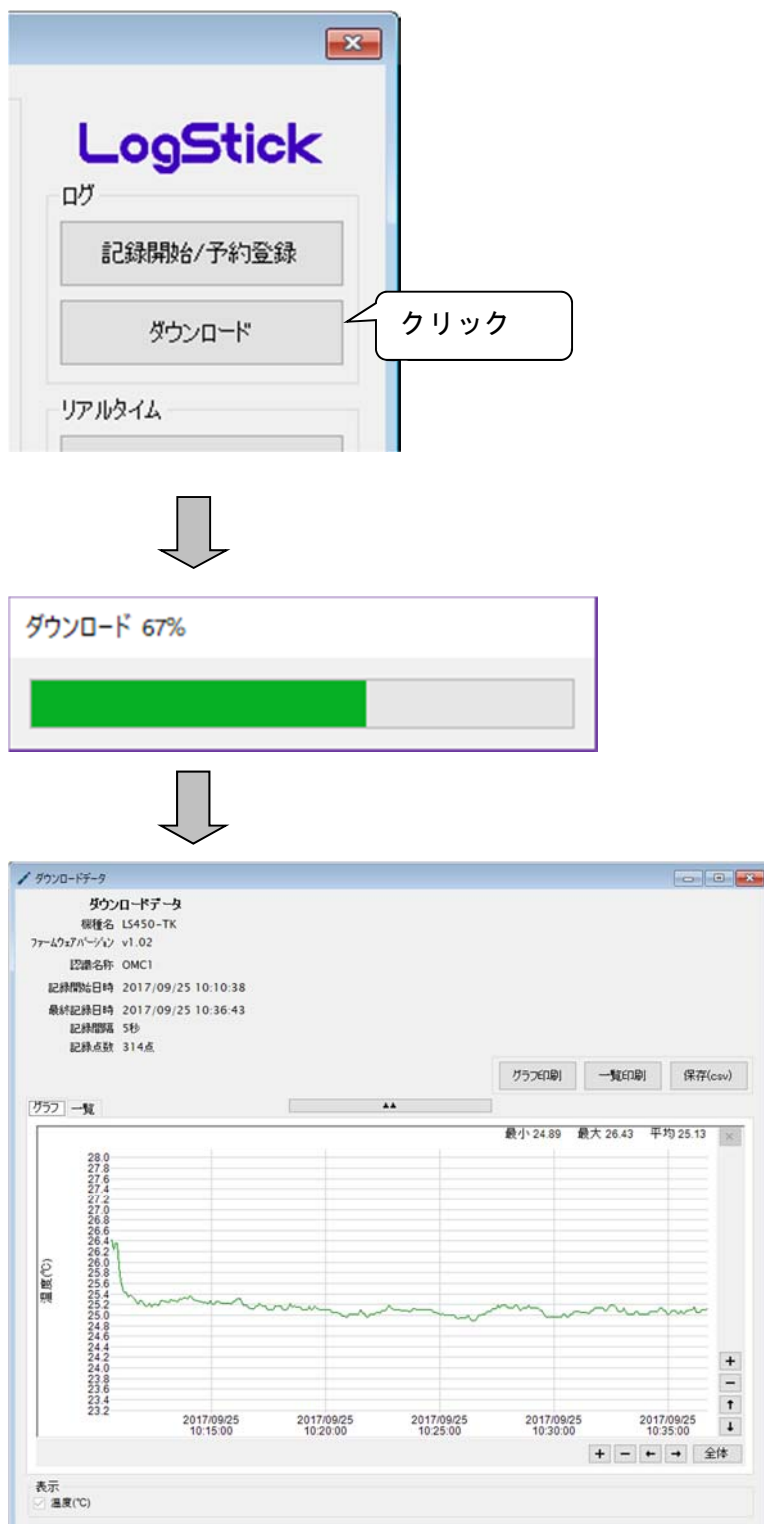 LogStick
ログ
記録開始/予約登録
ダウンロード
クリック
リアルタイム
ダウンロード 67%
ダウンロードデータ
ダウンロードデータ
機種名 LS450-TK
ファームウェアバージョン v1.02
認識名称 OMC1
記録開始日時 2017/09/25 10:10:38
最終記録日時 2017/09/25 10:36:43
記録間隔 5秒
記録点数 314点
グラフ印刷 一覧印刷 保存(csv)
グラフ 一覧
最小 24.89 最大 26.43 平均 25.13
28.0
27.8
27.6
27.4
27.2
27.0
26.8
26.6
26.4
26.2
26.0
25.8
25.6
25.4
25.2
25.0
24.8
24.6
24.4
24.2
24.0
23.8
23.6
23.4
23.2
温度(℃)
2017/09/25 2017/09/25 2017/09/25 2017/09/25 2017/09/25
10:15:00 10:20:00 10:25:00 10:30:00 10:35:00
全体
表示
温度(℃)